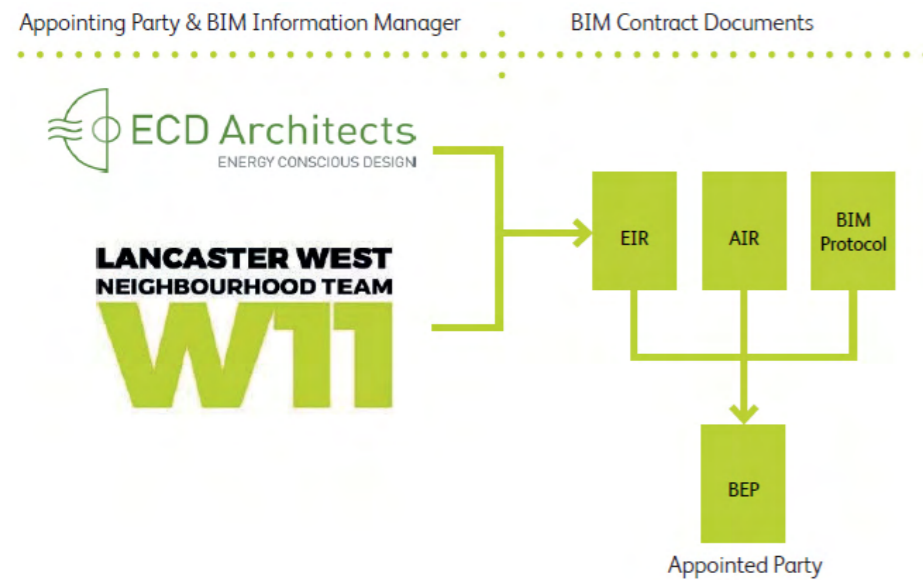 Appointing Party & BIM Information Manager
BIM Contract Documents
ECD Architects
ENERGY CONSCIOUS DESIGN
LANCASTER WEST
NEIGHBOURHOOD TEAM
W11
EIR
AIR
BIM
Protocol
BEP
Appointed Party